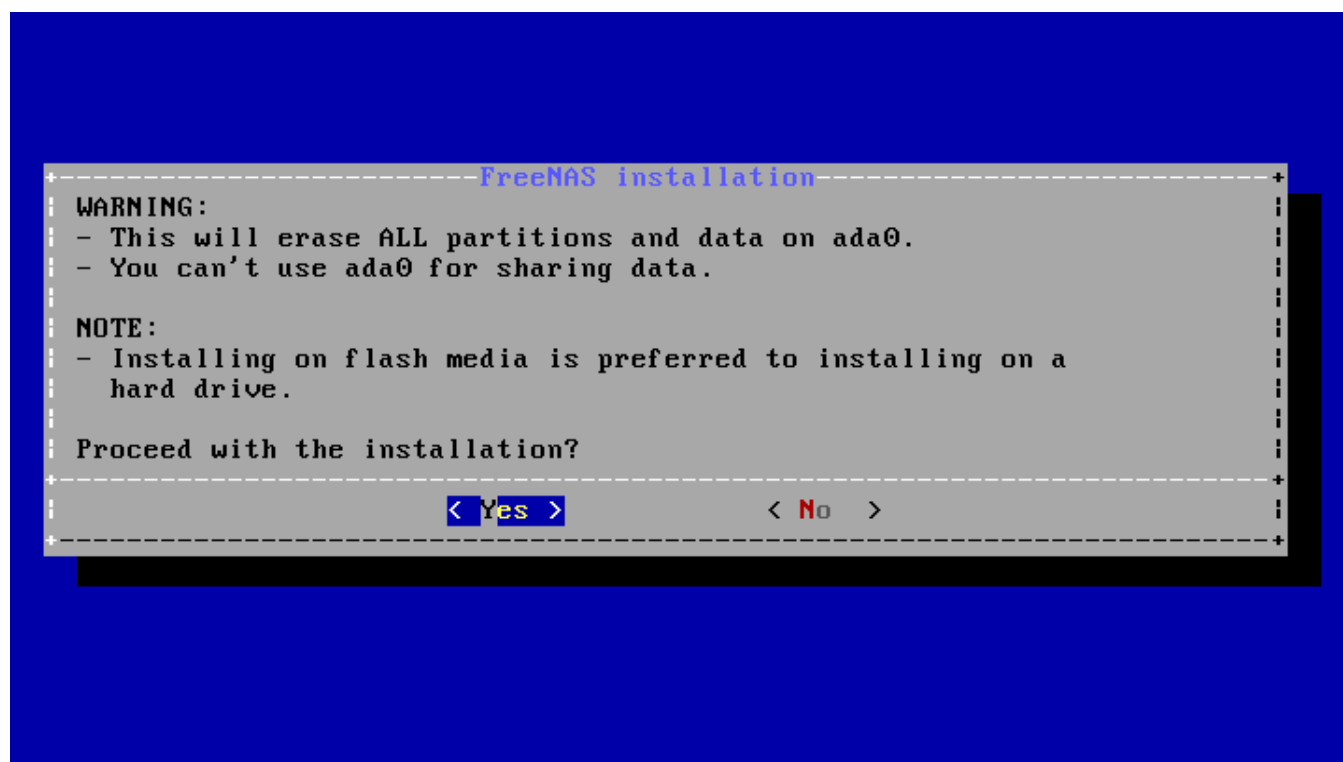 FreeNAS installation
WARNING:
- This will erase ALL partitions and data on ada0.
- You can't use ada0 for sharing data.
NOTE:
- Installing on flash media is preferred to installing on a
hard drive.
Proceed with the installation?
< Yes > < No >